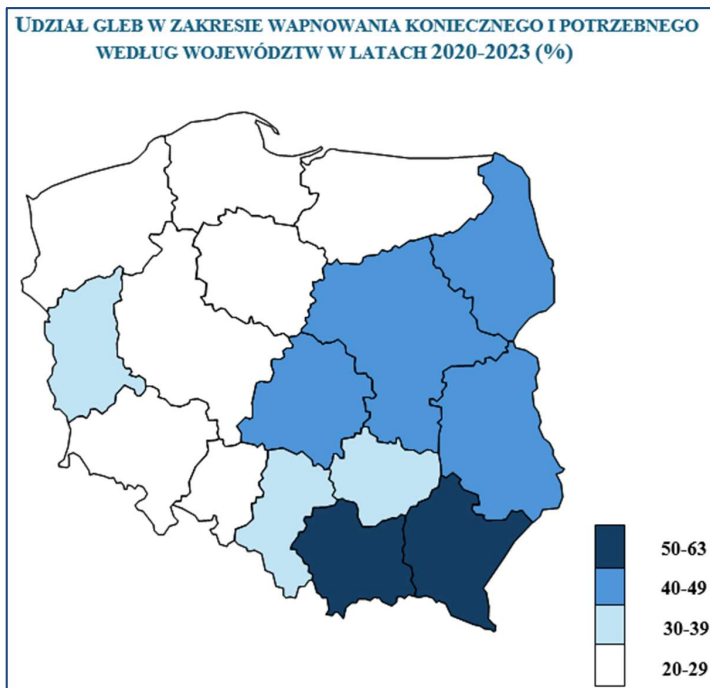 UDZIAŁ GLEB W ZAKRESIE WAPNOWANIA KONIECZNEGO I POTRZEBNEGO
WEDŁUG WOJEWÓDZTW W LATACH 2020-2023 (%)
50-63
40-49
30-39
20-29